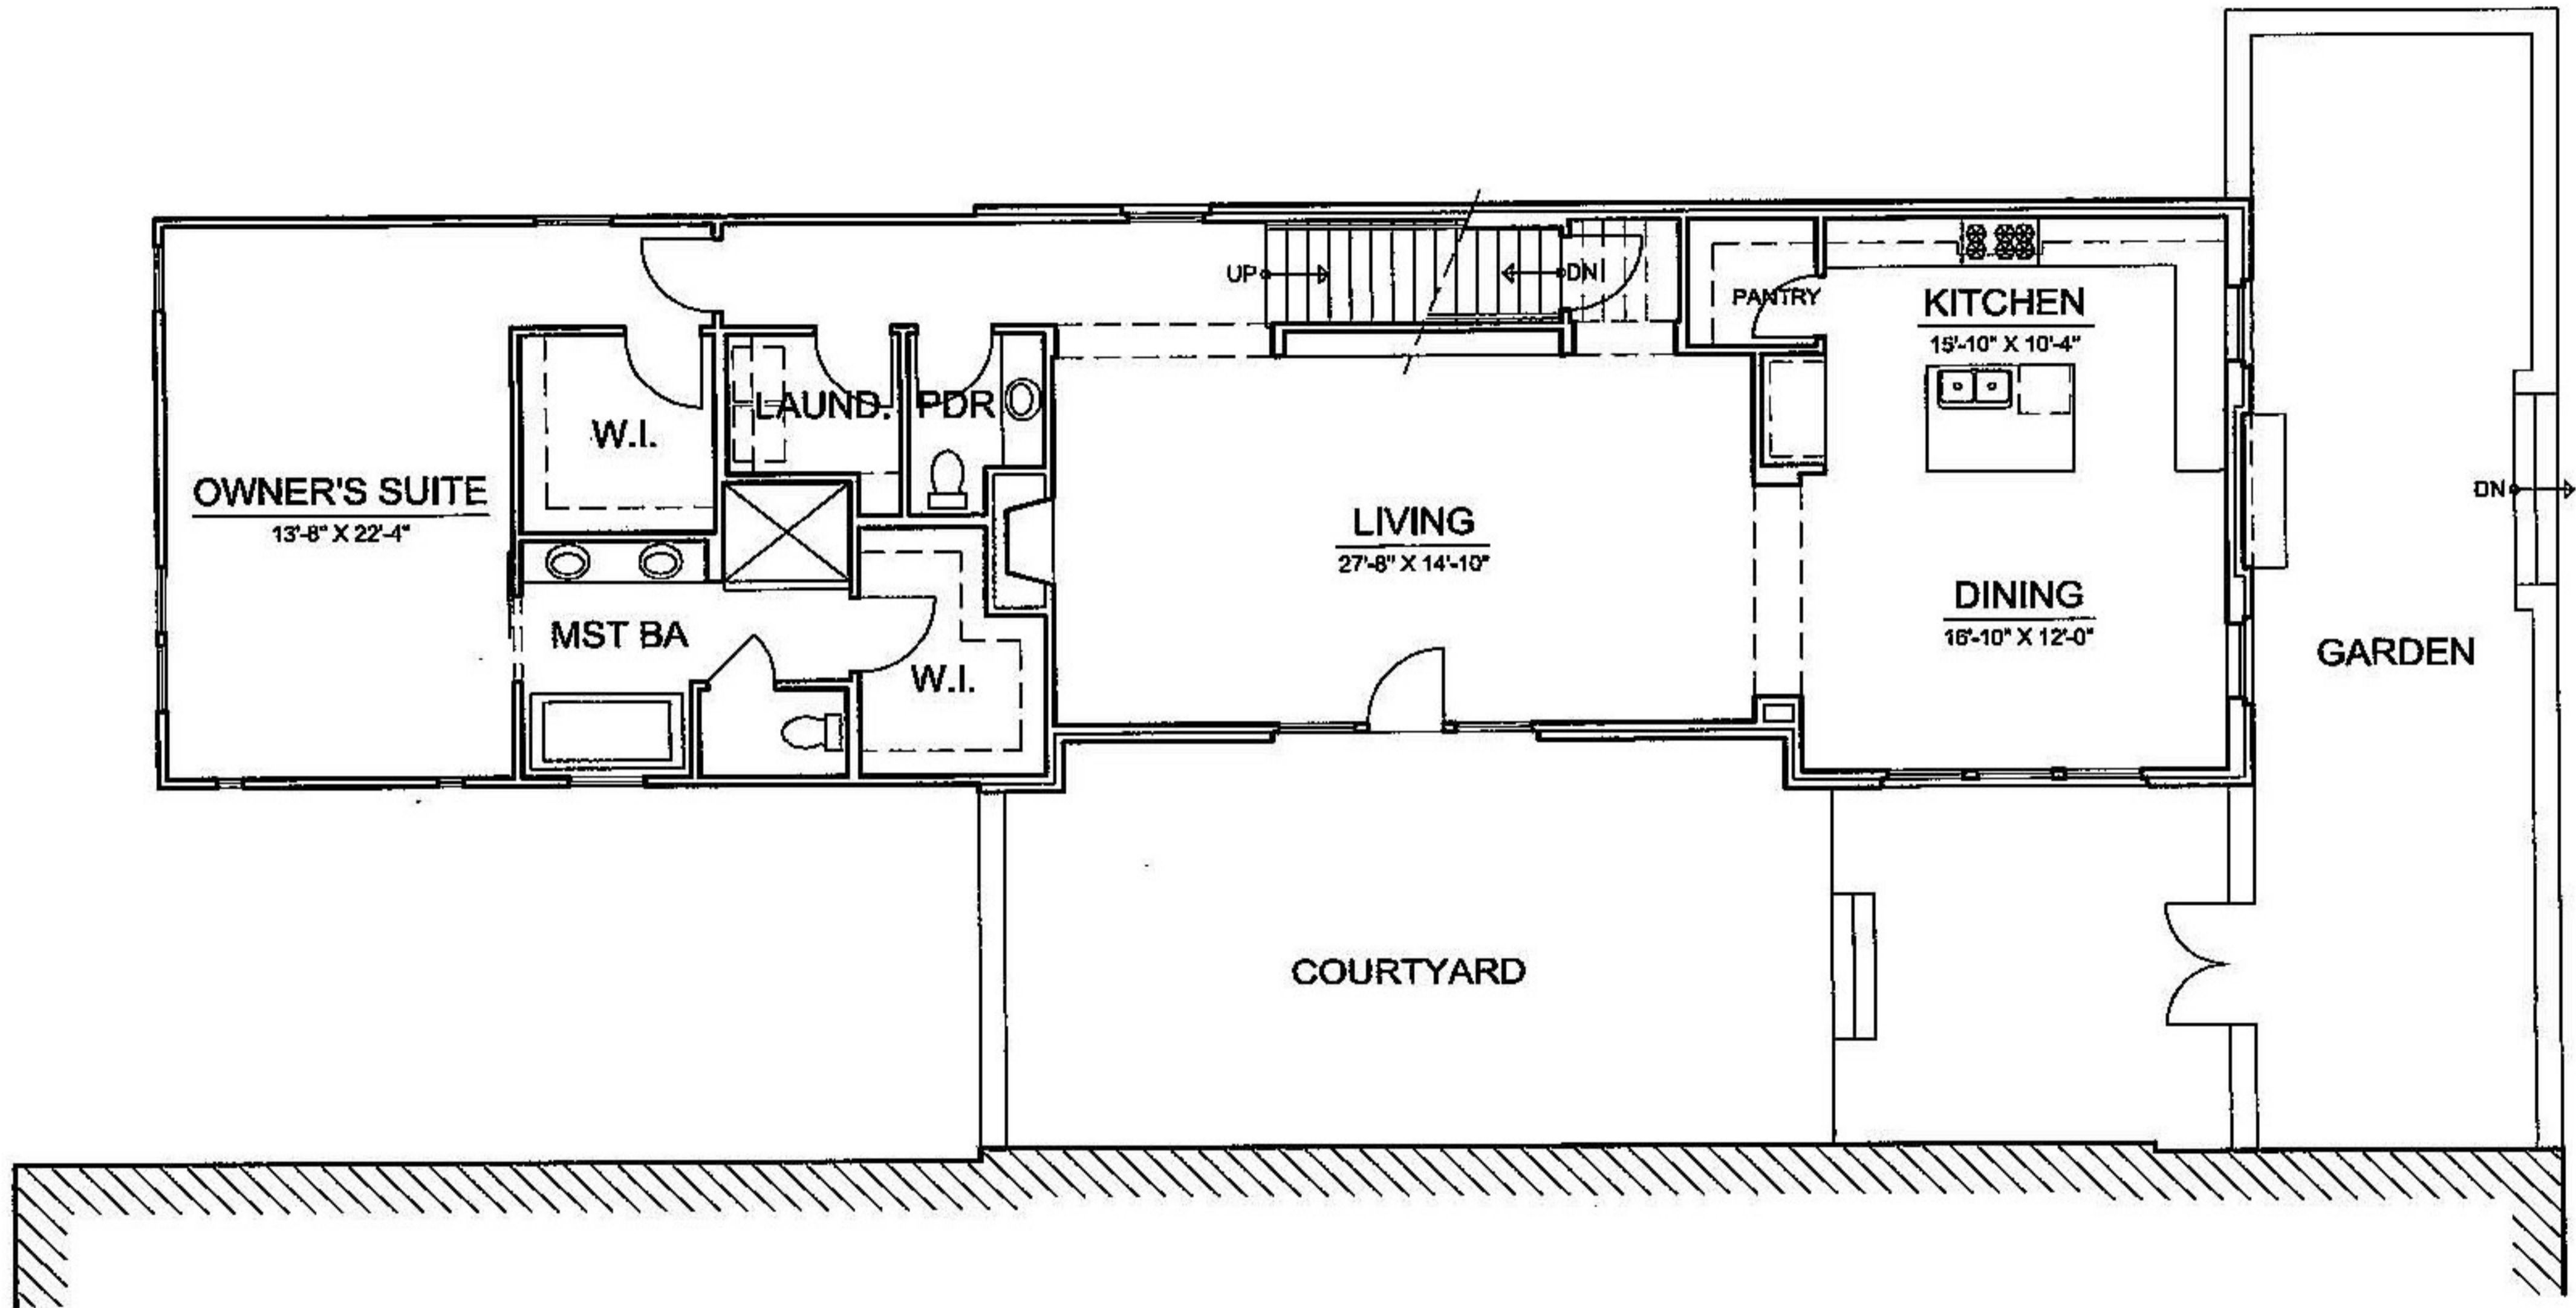 UP
DN
PANTRY
KITCHEN
15'-10" X 10'-4"
LAUND.
PDR
W.I.
OWNER'S SUITE
13'-8" X 22'-4"
DN
LIVING
27'-8" X 14'-10"
DINING
16'-10" X 12'-0"
MST BA
GARDEN
W.I.
COURTYARD